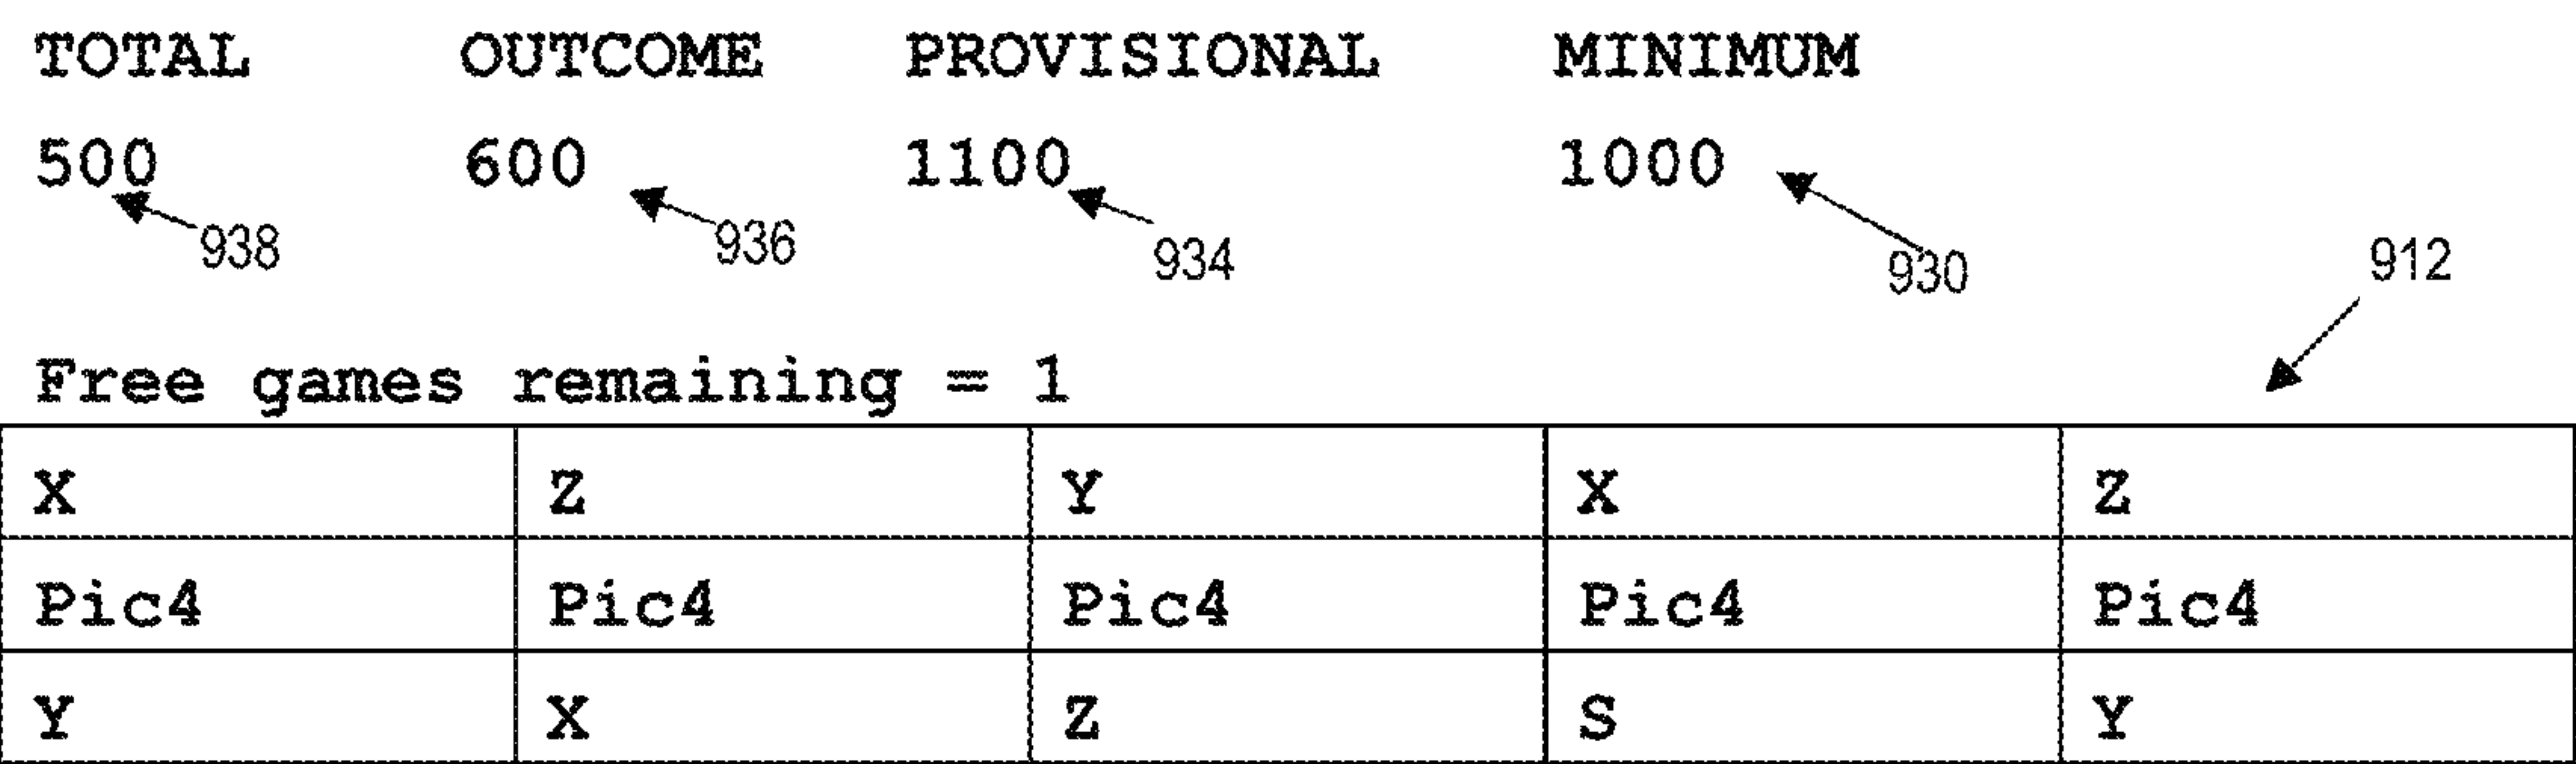 TOTAL OUTCOME PROVISIONAL MINIMUM
500 600 1100 1000
938 936 934 930 912
Free games remaining = 1
X Z Y X Z
Pic4 Pic4 Pic4 Pic4 Pic4
Y X Z S Y